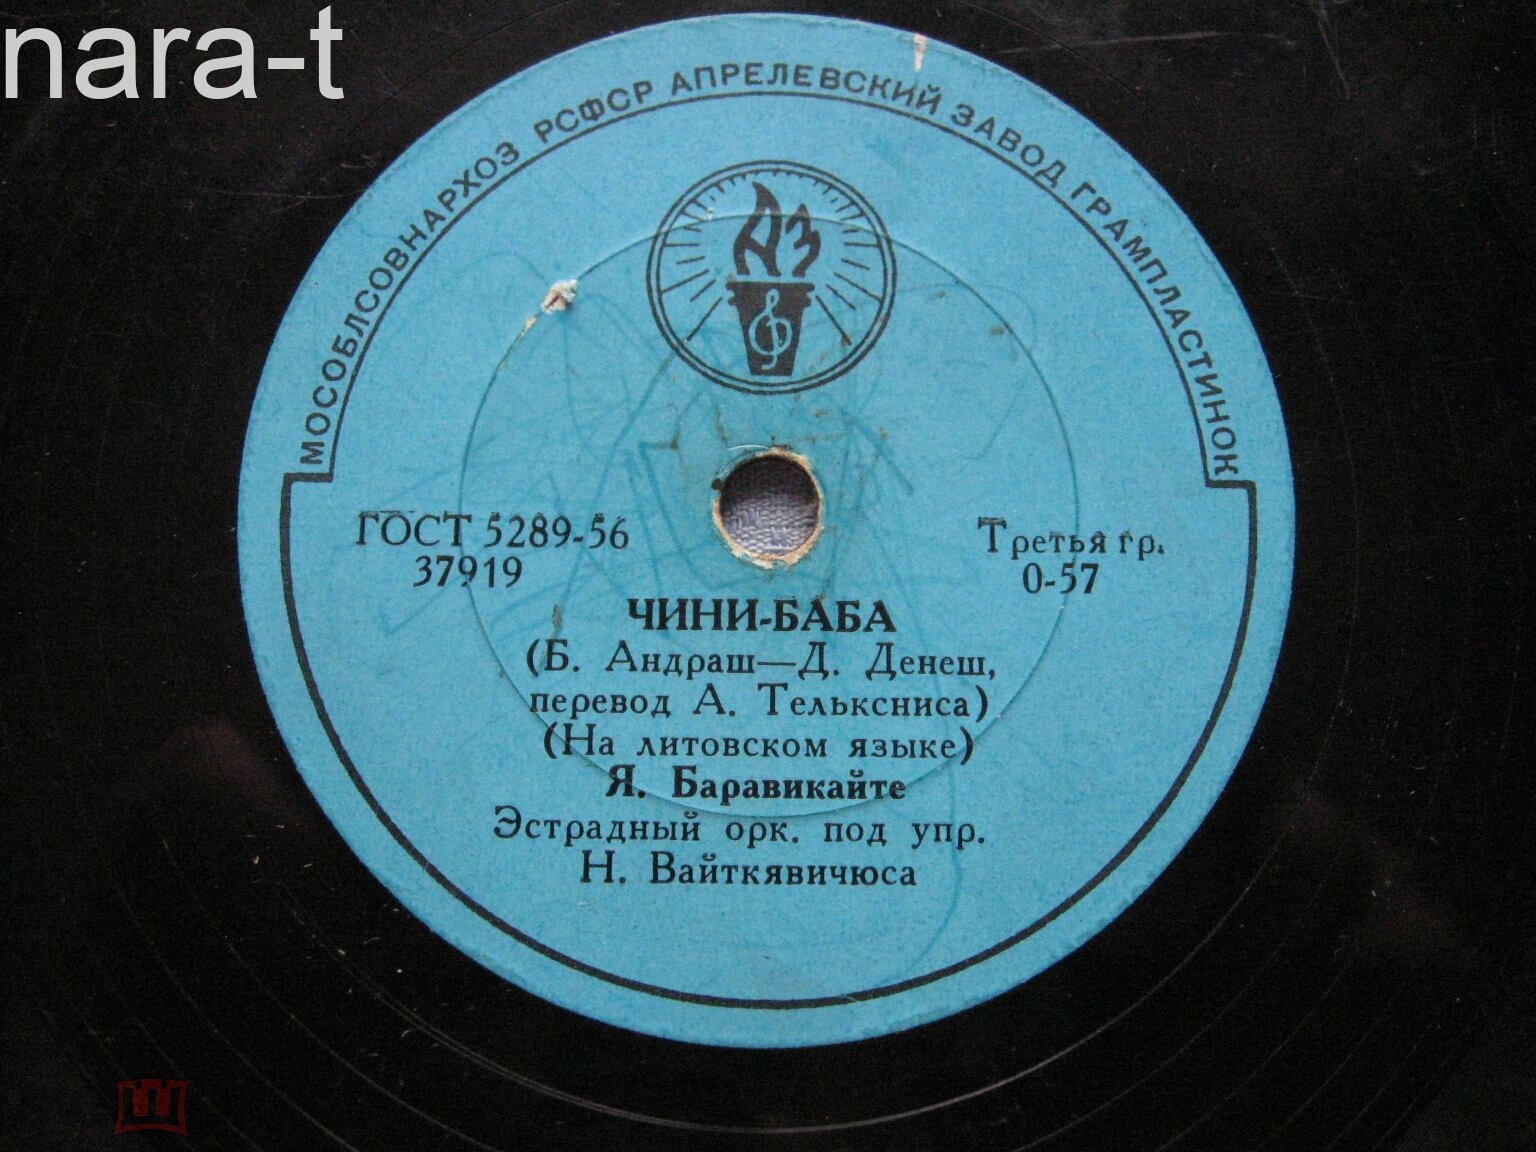 nara-t
МОСОБЛСОВНАРХОЗ РСФСР АПРЕЛЕВСКИЙ ЗАВОД ГРАМПЛАСТИНОК
АЗ
ГОСТ 5289-56
37919
Третья гр.
0-57
ЧИНИ-БАБА
(Б. Андраш—Д. Денеш,
перевод А. Тельксниса)
(На литовском языке)
Я. Баравикайте
Эстрадный орк. под упр.
Н. Вайткявичюса